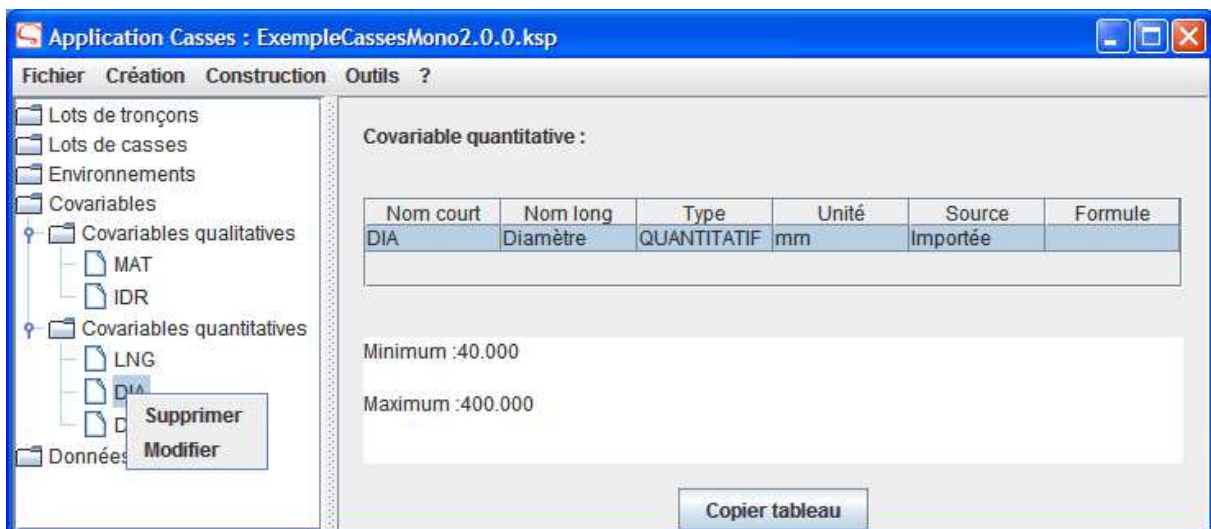 Application Casses : ExempleCassesMono2.0.0.ksp
Fichier Création Construction Outils ?
Lots de tronçons
Lots de casses
Environnements
Covariables
Covariables qualitatives
MAT
IDR
Covariables quantitatives
LNG
DIA
D
Données
Supprimer
Modifier
Covariable quantitative :
Nom court Nom long Type Unité Source Formule
DIA Diamètre QUANTITATIF mm Importée
Minimum :40.000
Maximum :400.000
Copier tableau